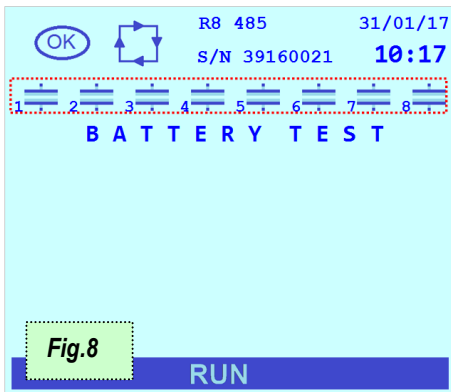 OK
R8 485 31/01/17
S/N 39160021 10:17
1 2 3 4 5 6 7 8
BATTERY TEST
Fig.8
RUN